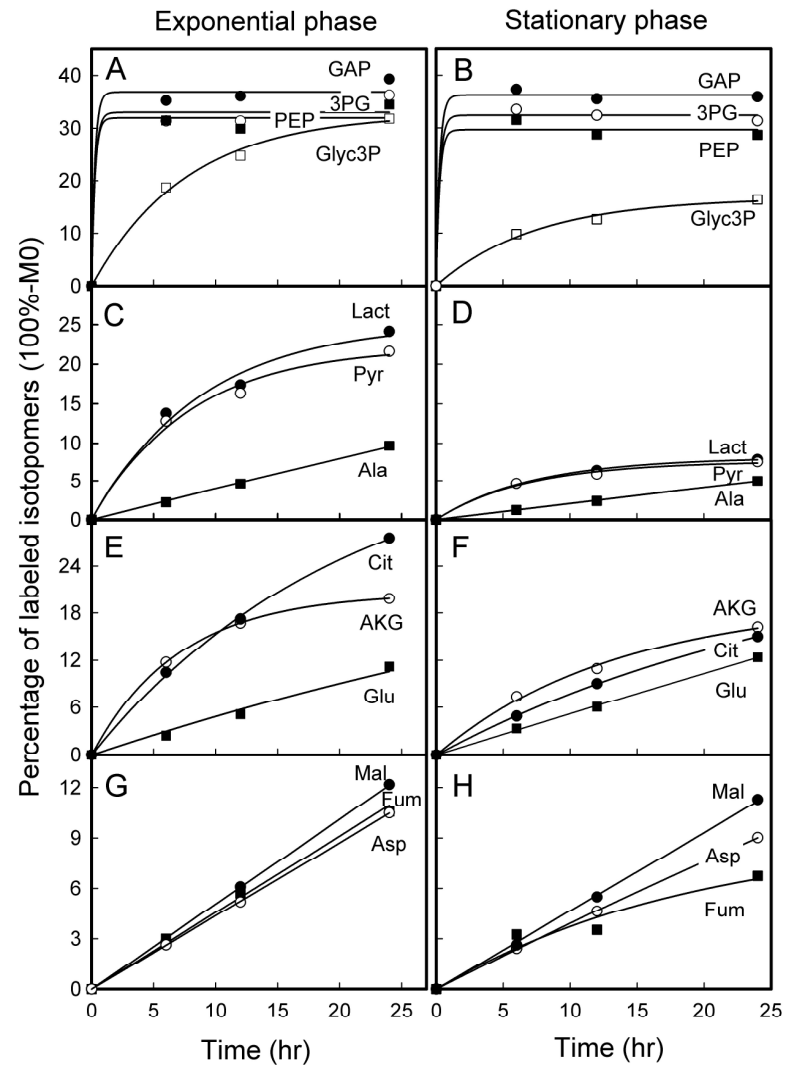 Exponential phase Stationary phase
Percentage of labeled isotopomers (100%-M0)
A
40
30
20
10
0
GAP
3PG
PEP
Glyc3P
B
GAP
3PG
PEP
Glyc3P
C
25
20
15
10
5
0
Lact
Pyr
Ala
D
Lact
Pyr
Ala
E
24
18
12
6
0
Cit
AKG
Glu
F
AKG
Cit
Glu
G
12
9
6
3
0
Mal
Fum
Asp
H
Mal
Asp
Fum
0 5 10 15 20 25 0 5 10 15 20 25
Time (hr) Time (hr)